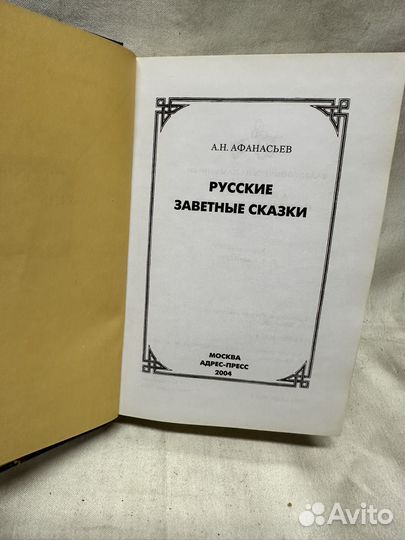 А.Н. АФАНАСЬЕВ
РУССКИЕ
ЗАВЕТНЫЕ СКАЗКИ
МОСКВА
АДРЕС-ПРЕСС
2004
Avito